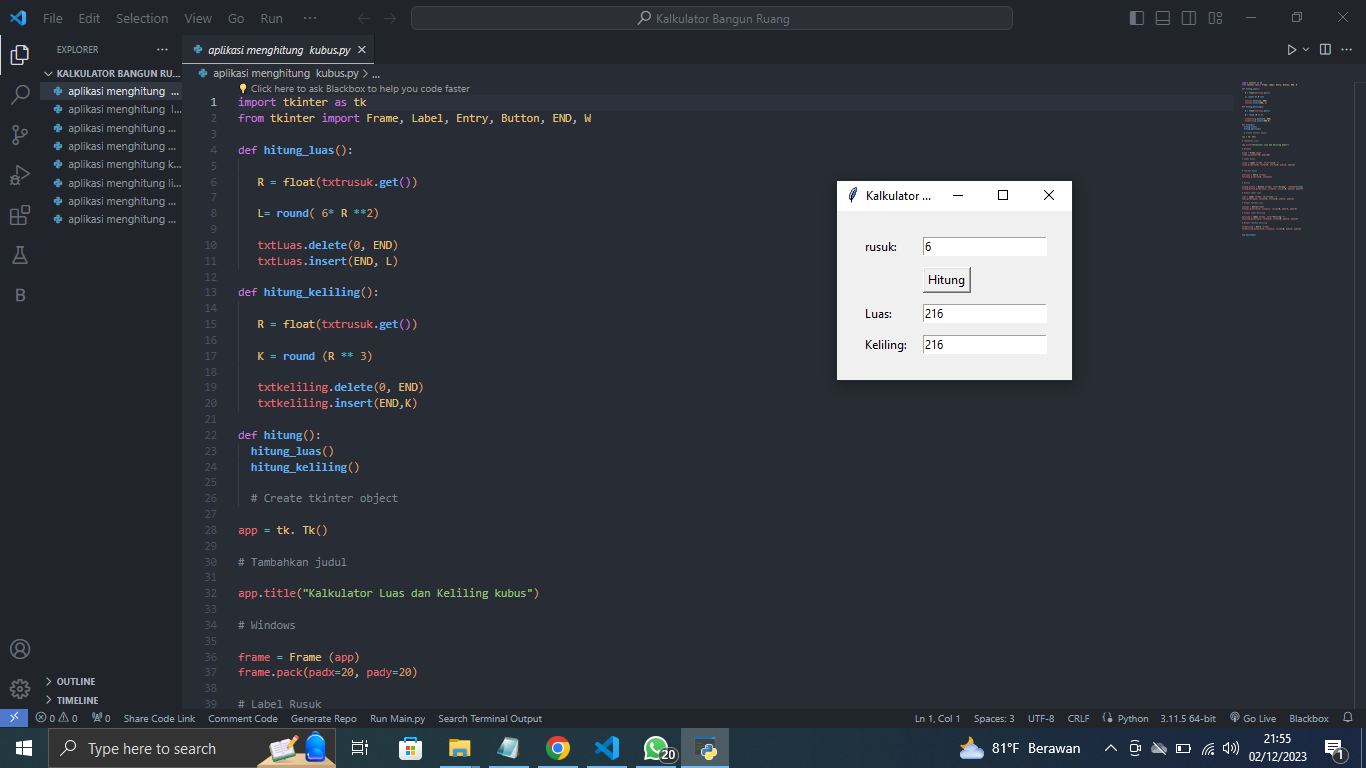 File Edit Selection View Go Run ··· Kalkulator Bangun Ruang
EXPLORER ···
KALKULATOR BANGUN RU...
aplikasi menghitung ...
aplikasi menghitung l...
aplikasi menghitung ...
aplikasi menghitung ...
aplikasi menghitung k...
aplikasi menghitung li...
aplikasi menghitung ...
aplikasi menghitung ...
OUTLINE
TIMELINE
aplikasi menghitung kubus.py
aplikasi menghitung kubus.py > ...
Click here to ask Blackbox to help you code faster
1 import tkinter as tk
2 from tkinter import Frame, Label, Entry, Button, END, W
3
4 def hitung_luas():
5
6 R = float(txtrusuk.get())
7
8 L= round( 6* R **2)
9
10 txtLuas.delete(0, END)
11 txtLuas.insert(END, L)
12
13 def hitung_keliling():
14
15 R = float(txtrusuk.get())
16
17 K = round (R ** 3)
18
19 txtkeliling.delete(0, END)
20 txtkeliling.insert(END,K)
21
22 def hitung():
23 hitung_luas()
24 hitung_keliling()
25
26 # Create tkinter object
27
28 app = tk. Tk()
29
30 # Tambahkan judul
31
32 app.title("Kalkulator Luas dan Keliling kubus")
33
34 # Windows
35
36 frame = Frame (app)
37 frame.pack(padx=20, pady=20)
38
39 # Label Rusuk
Kalkulator ...
rusuk: 6
Hitung
Luas: 216
Keliling: 216
0 0 0 Share Code Link Comment Code Generate Repo Run Main.py Search Terminal Output Ln 1, Col 1 Spaces: 3 UTF-8 CRLF Python 3.11.5 64-bit Go Live Blackbox
Type here to search 20 81°F Berawan 21:55
02/12/2023 1